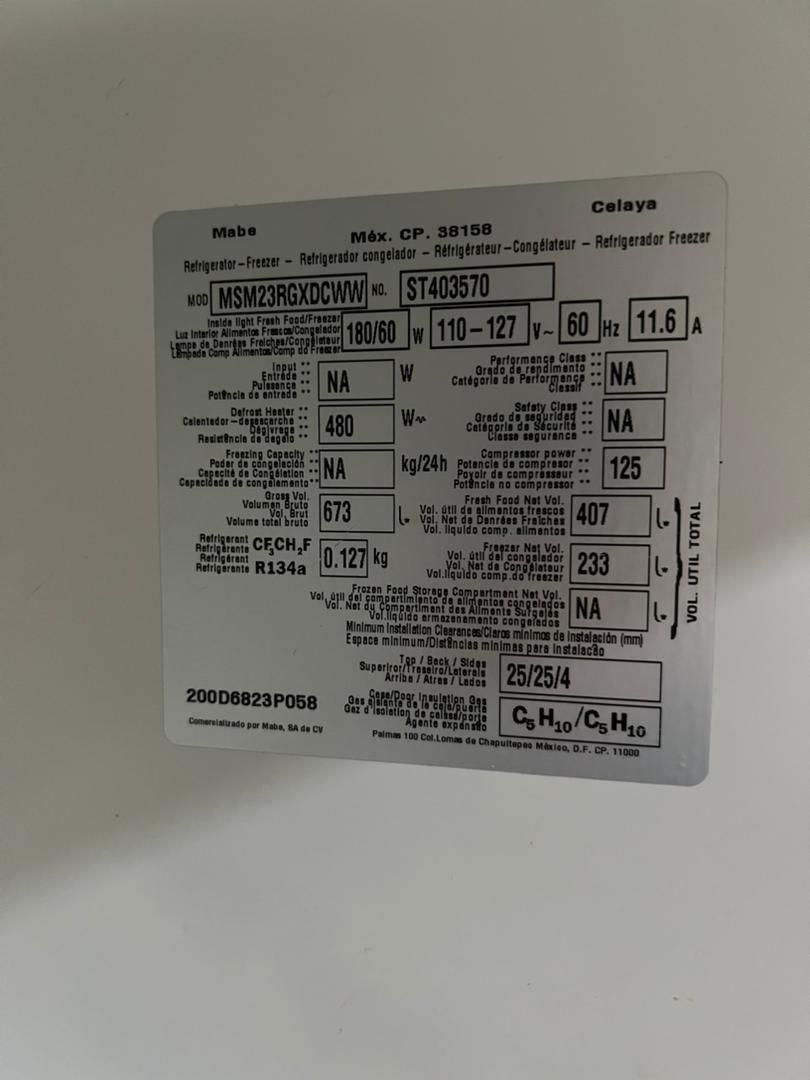 Mabe Méx. CP. 38158 Celaya
Refrigerator-Freezer - Refrigerador congelador - Réfrigérateur-Congélateur - Refrigerador Freezer
MOD MSM23RGXDCWW NO. ST403570
Inside light Fresh Food/Freezer
Luz Interior Alimentos Frescos/Congelador
Lampe de Danrées Fraiches/Congélateur
Lâmpada Comp Alimentos/Comp do Freezer
180/60 W 110-127 V~ 60 Hz 11.6 A
Input
Entrada
Puissance
Potência de entrada
NA W
Performance Class
Grado de rendimiento
Catégorie de Performance
Classif
NA
Defrost Heater
Calentador-desescarche
Dégivrage
Resistência de degelo
480 W~
Safety Class
Grado de seguridad
Catégorie de Sécurité
Classe segurança
NA
Freezing Capacity
Poder de congelación
Capacité de Congélation
Capacidade de congelamento
NA kg/24h
Compressor power
Potencia de compresor
Povoir de compresseur
Potência no compressor
125
Gross Vol.
Volumen Bruto
Vol. Brut
Volume total bruto
673 L.
Fresh Food Net Vol.
Vol. útil de alimentos frescos
Vol. Net de Danrées Fraîches
Vol. líquido comp. alimentos
407 L.
Refrigerant
Refrigerante
Refrigérant
Refrigerante
CF3CH2F
R134a
0.127 kg
Freezer Net Vol.
Vol. útil del congelador
Vol. Net de Congélateur
Vol.líquido comp.do freezer
233 L.
Frozen Food Storage Compartment Net Vol.
Vol. útil del compartimiento de alimentos congelados
Vol. Net du Compartiment des Aliments Surgelés
Vol.líquido armazenamento congelados
NA L.
VOL. UTIL TOTAL
Minimum Installation Clearances/Claros mínimos de Instalación (mm)
Espace minimum/Distâncias mínimas para Instalacão
Top / Back / Sides
Superiror/Traseiro/Laterais
Arriba / Atras / Lados
25/25/4
200D6823P058
Case/Door Insulation Gas
Gas aislante de la caja/puerta
Gaz d'isolation de caisse/porte
Agente expansão
C5H10/C5H10
Comercializado por Mabe, SA de CV
Palmas 100 Col.Lomas de Chapultepec México, D.F. CP. 11000